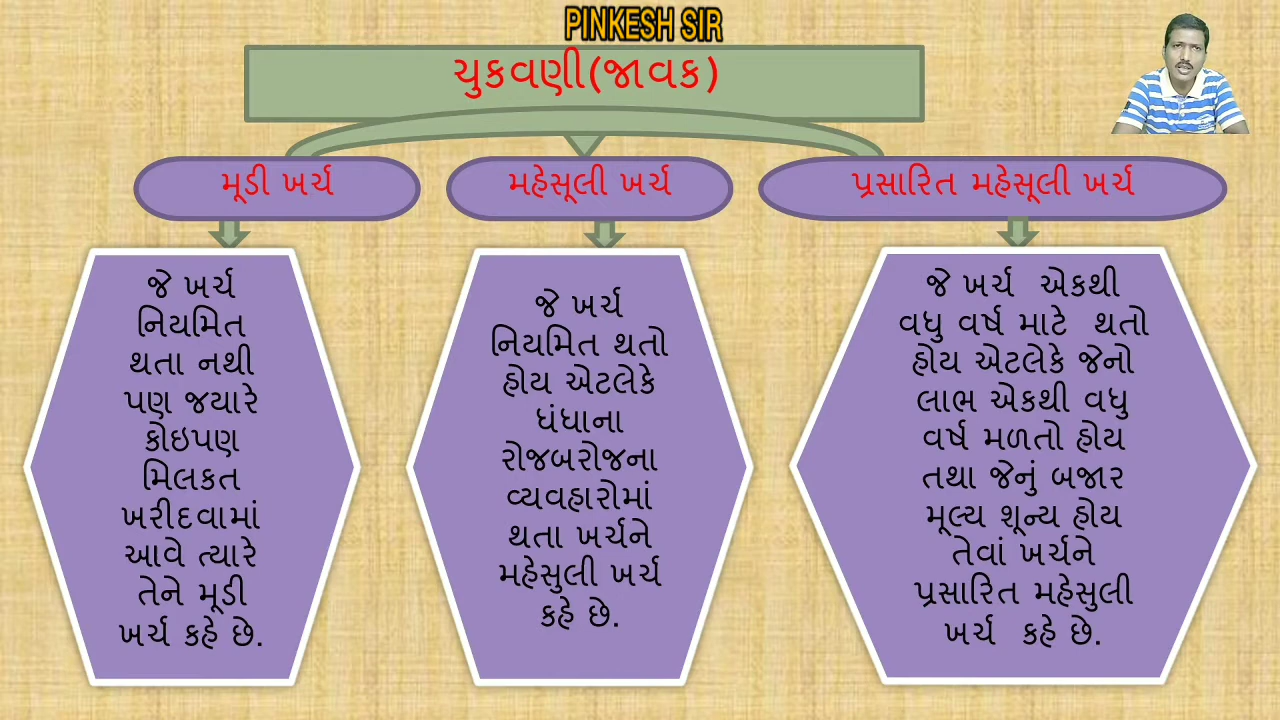 PINKESH SIR
ચુકવણી(જાવક)
મૂડી ખર્ચ
મહેસૂલી ખર્ચ
પ્રસારિત મહેસૂલી ખર્ચ
જે ખર્ચ
નિયમિત
થતા નથી
પણ જયારે
કોઇપણ
મિલકત
ખરીદવામાં
આવે ત્યારે
તેને મૂડી
ખર્ચ કહે છે.
જે ખર્ચ
નિયમિત થતો
હોય એટલેકે
ધંધાના
રોજબરોજના
વ્યવહારોમાં
થતા ખર્ચને
મહેસુલી ખર્ચ
કહે છે.
જે ખર્ચ એકથી
વધુ વર્ષ માટે થતો
હોય એટલેકે જેનો
લાભ એકથી વધુ
વર્ષ મળતો હોય
તથા જેનું બજાર
મૂલ્ય શૂન્ય હોય
તેવાં ખર્ચને
પ્રસારિત મહેસુલી
ખર્ચ કહે છે.